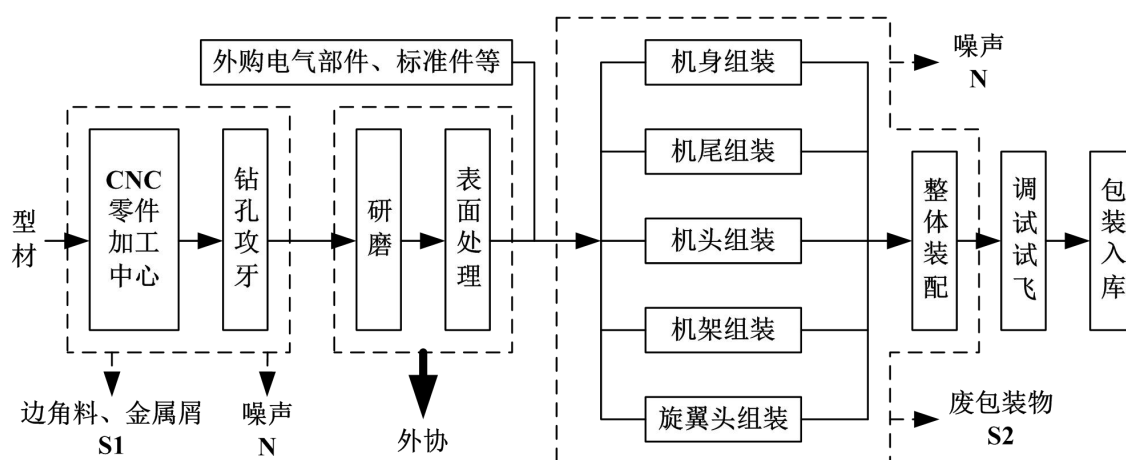 外购电气部件、标准件等
机身组装
噪声
N
机尾组装
型材
CNC
零件
加工
中心
钻孔攻牙
研磨
表面处理
机头组装
整体装配
调试试飞
包装入库
机架组装
旋翼头组装
边角料、金属屑
S1
噪声
N
外协
废包装物
S2